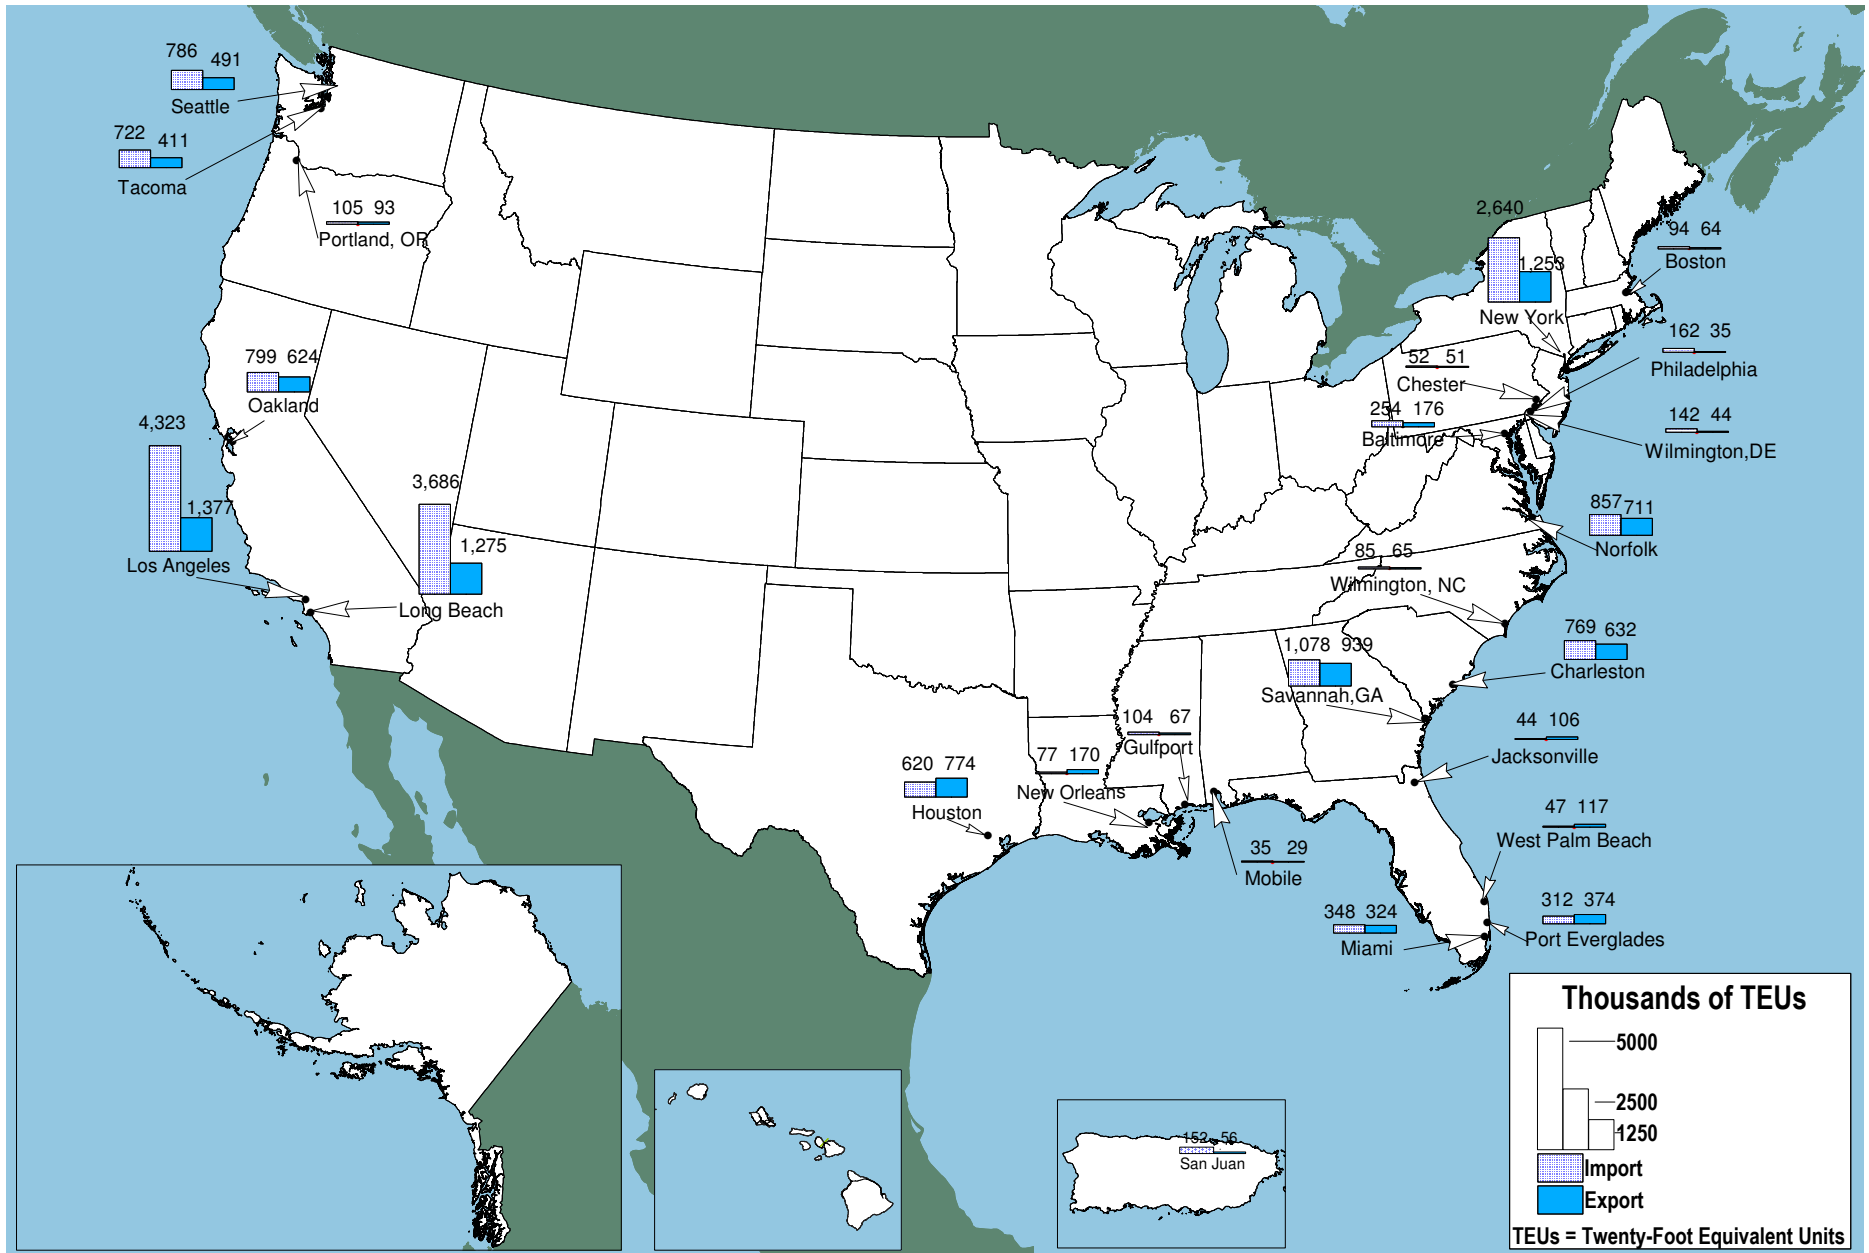 786 491
Seattle
722 411
Tacoma
105 93
Portland, OR
799 624
Oakland
4,323
1,377
Los Angeles
3,686
1,275
Long Beach
2,640
1,253
New York
94 64
Boston
162 35
Philadelphia
52 51
Chester
254 176
Baltimore
142 44
Wilmington,DE
857 711
Norfolk
85 65
Wilmington, NC
769 632
Charleston
1,078 939
Savannah,GA
44 106
Jacksonville
104 67
Gulfport
77 170
New Orleans
620 774
Houston
47 117
West Palm Beach
35 29
Mobile
348 324
Miami
312 374
Port Everglades
152 56
San Juan
Thousands of TEUs
5000
2500
1250
Import
Export
TEUs = Twenty-Foot Equivalent Units